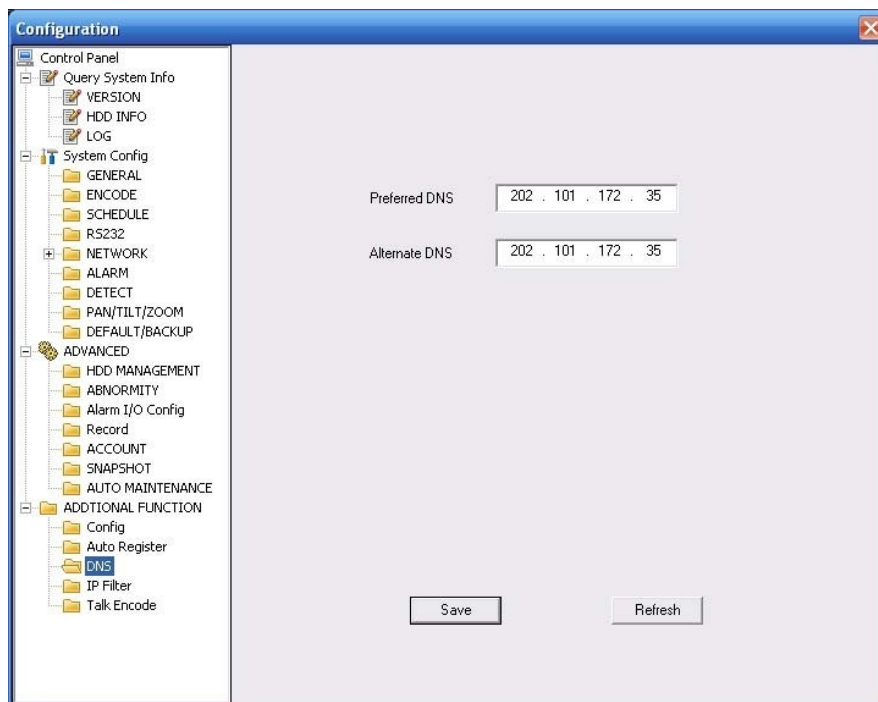 Configuration
Control Panel
Query System Info
VERSION
HDD INFO
LOG
System Config
GENERAL
ENCODE
SCHEDULE
RS232
NETWORK
ALARM
DETECT
PAN/TILT/ZOOM
DEFAULT/BACKUP
ADVANCED
HDD MANAGEMENT
ABNORMITY
Alarm I/O Config
Record
ACCOUNT
SNAPSHOT
AUTO MAINTENANCE
ADDTIONAL FUNCTION
Config
Auto Register
DNS
IP Filter
Talk Encode
Preferred DNS 202 . 101 . 172 . 35
Alternate DNS 202 . 101 . 172 . 35
Save Refresh